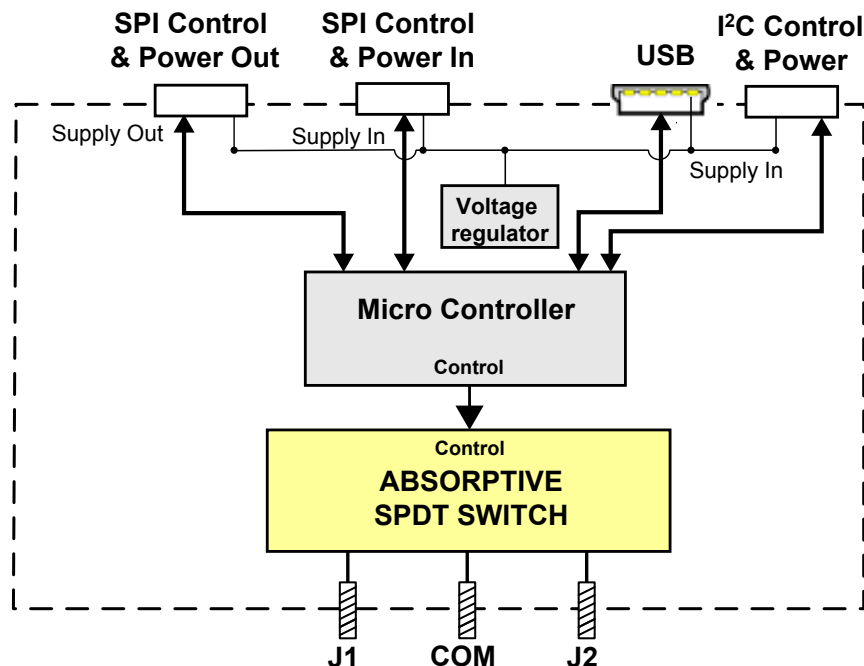 SPI Control
& Power Out
SPI Control
& Power In
USB
I²C Control
& Power
Supply Out
Supply In
Supply In
Voltage
regulator
Micro Controller
Control
Control
ABSORPTIVE
SPDT SWITCH
J1
COM
J2